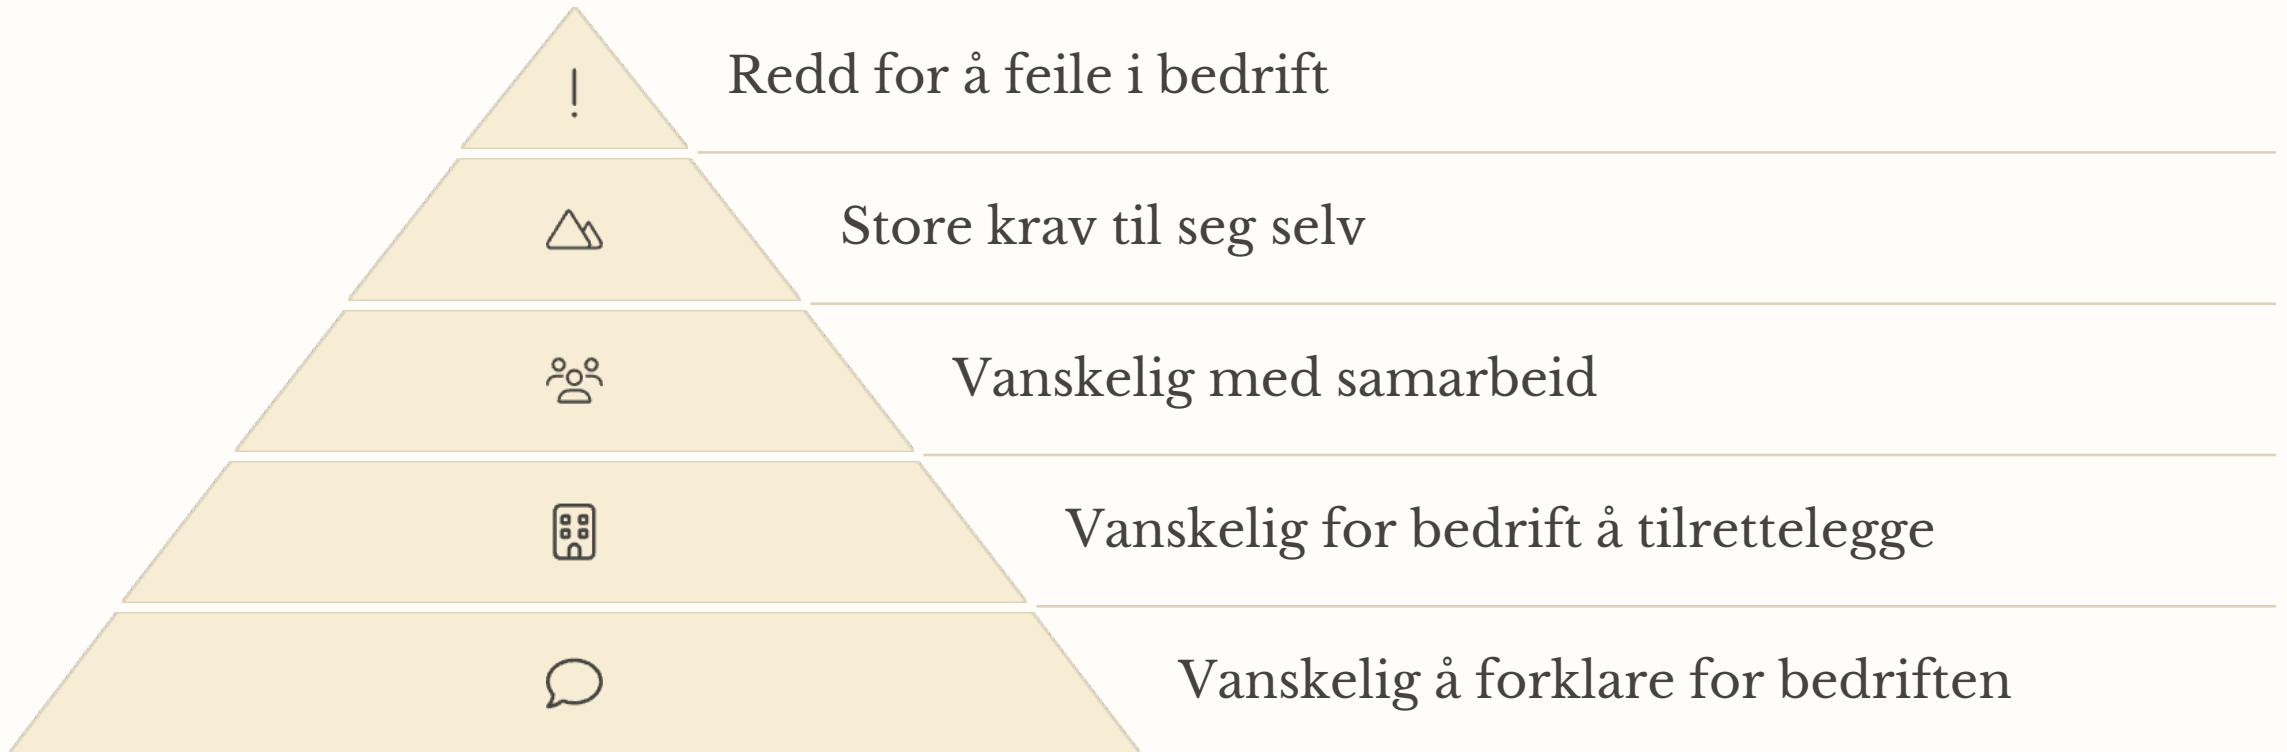 Redd for å feile i bedrift
Store krav til seg selv
Vanskelig med samarbeid
Vanskelig for bedrift å tilrettelegge
Vanskelig å forklare for bedriften